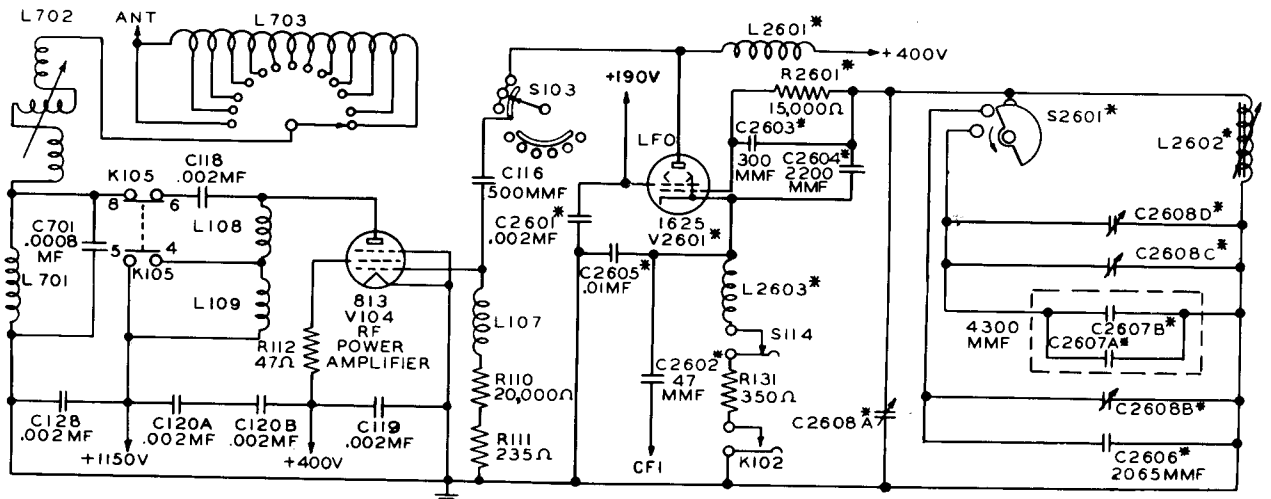 L702
ANT
L703
L2601*
+400V
+190V
S103
R2601*
15,000Ω
C2603*
300
MMF
C2604*
2200
MMF
S2601*
L2602*
LFO
C118
.002MF
K105
8
6
C116
500MMF
C2601*
.002MF
1625
V2601*
C701
.0008
MF
L108
5
4
K105
L701
L109
813
V104
RF
POWER
AMPLIFIER
R112
47Ω
L107
C2605*
.01MF
L2603*
S114
C2608D*
C2608C*
4300
MMF
C2607B*
C2607A*
R110
20,000Ω
R111
235Ω
C2602*
47
MMF
R131
350Ω
C2608A*
C2608B*
C128
.002MF
C120A
.002MF
C120B
.002MF
C119
.002MF
+1150V
+400V
CFI
K102
C2606*
2065MMF